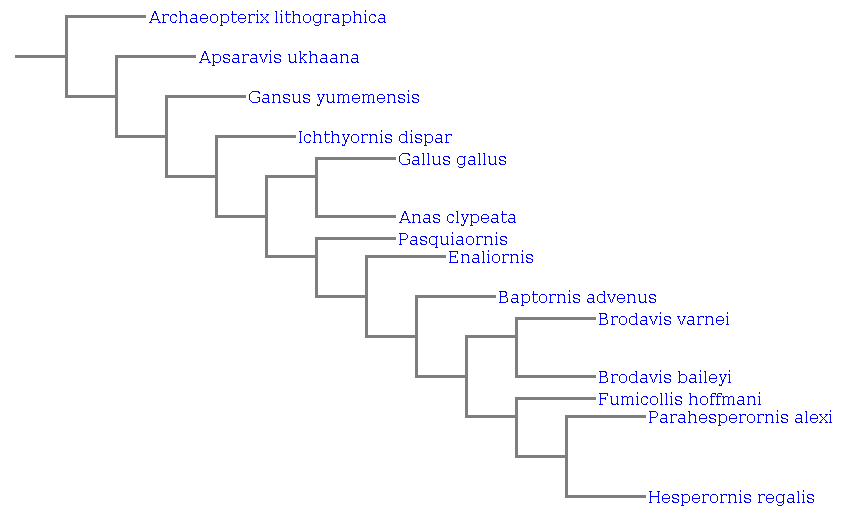 Archaeopterix lithographica
Apsaravis ukhaana
Gansus yumemensis
Ichthyornis dispar
Gallus gallus
Anas clypeata
Pasquiaornis
Enaliornis
Baptornis advenus
Brodavis varnei
Brodavis baileyi
Fumicollis hoffmani
Parahesperornis alexi
Hesperornis regalis